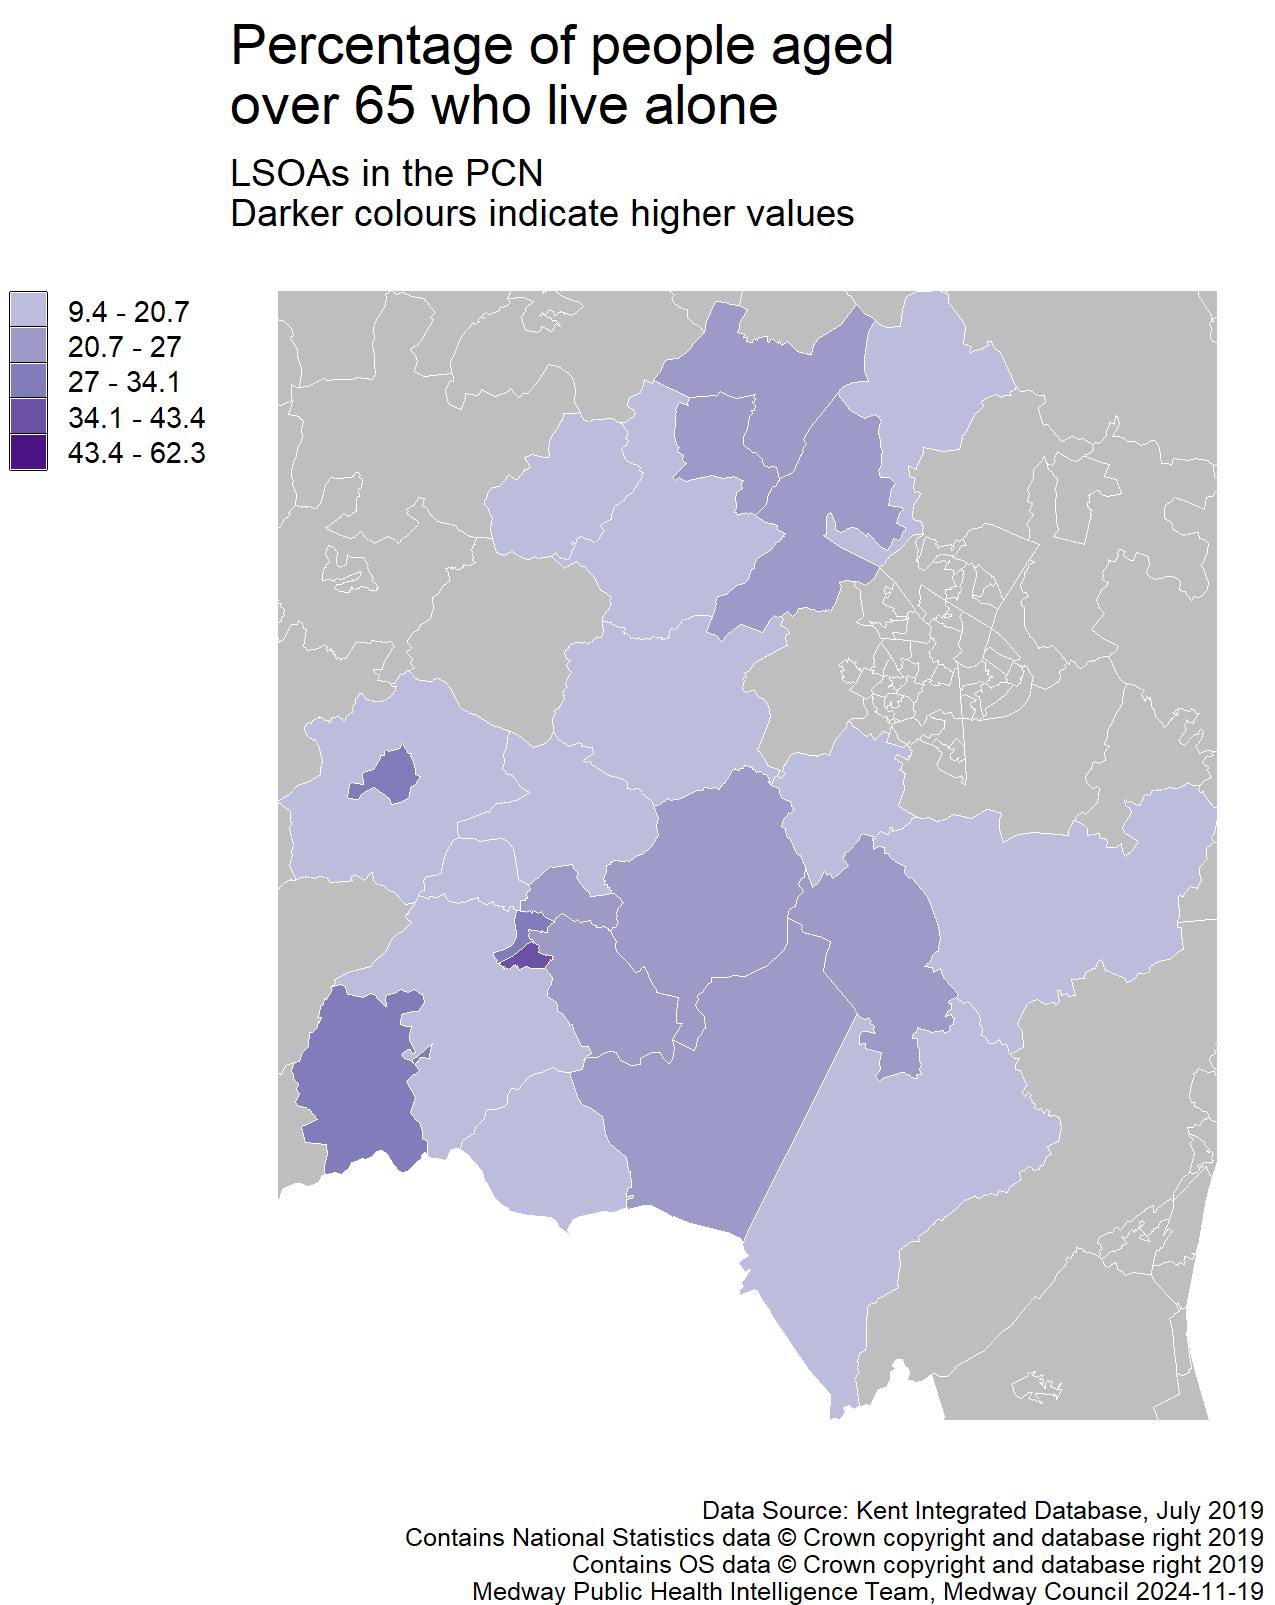 Percentage of people aged
over 65 who live alone
LSOAs in the PCN
Darker colours indicate higher values
9.4 - 20.7
20.7 - 27
27 - 34.1
34.1 - 43.4
43.4 - 62.3
Data Source: Kent Integrated Database, July 2019
Contains National Statistics data © Crown copyright and database right 2019
Contains OS data © Crown copyright and database right 2019
Medway Public Health Intelligence Team, Medway Council 2024-11-19